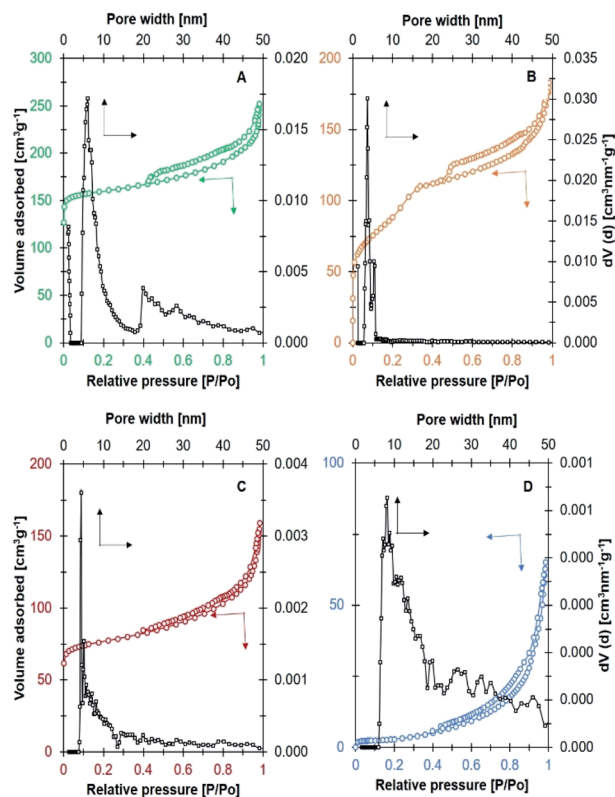 Pore width [nm]
0 10 20 30 40 50
A
Volume adsorbed [cm³g⁻¹]
300
250
200
150
100
50
0
0.020
0.015
0.010
0.005
0.000
0 0.2 0.4 0.6 0.8 1
Relative pressure [P/Po]
Pore width [nm]
0 10 20 30 40 50
B
200
150
100
50
0
0.035
0.030
0.025
0.020
0.015
0.010
0.005
0.000
dV (d) [cm³nm⁻¹g⁻¹]
0 0.2 0.4 0.6 0.8 1
Relative pressure [P/Po]
Pore width [nm]
0 10 20 30 40 50
C
Volume adsorbed [cm³g⁻¹]
200
150
100
50
0
0.004
0.003
0.002
0.001
0.000
0 0.2 0.4 0.6 0.8 1
Relative pressure [P/Po]
Pore width [nm]
0 10 20 30 40 50
D
100
50
0
0.001
0.001
0.000
0.000
0.000
0.000
dV (d) [cm³nm⁻¹g⁻¹]
0 0.2 0.4 0.6 0.8 1
Relative pressure [P/Po]